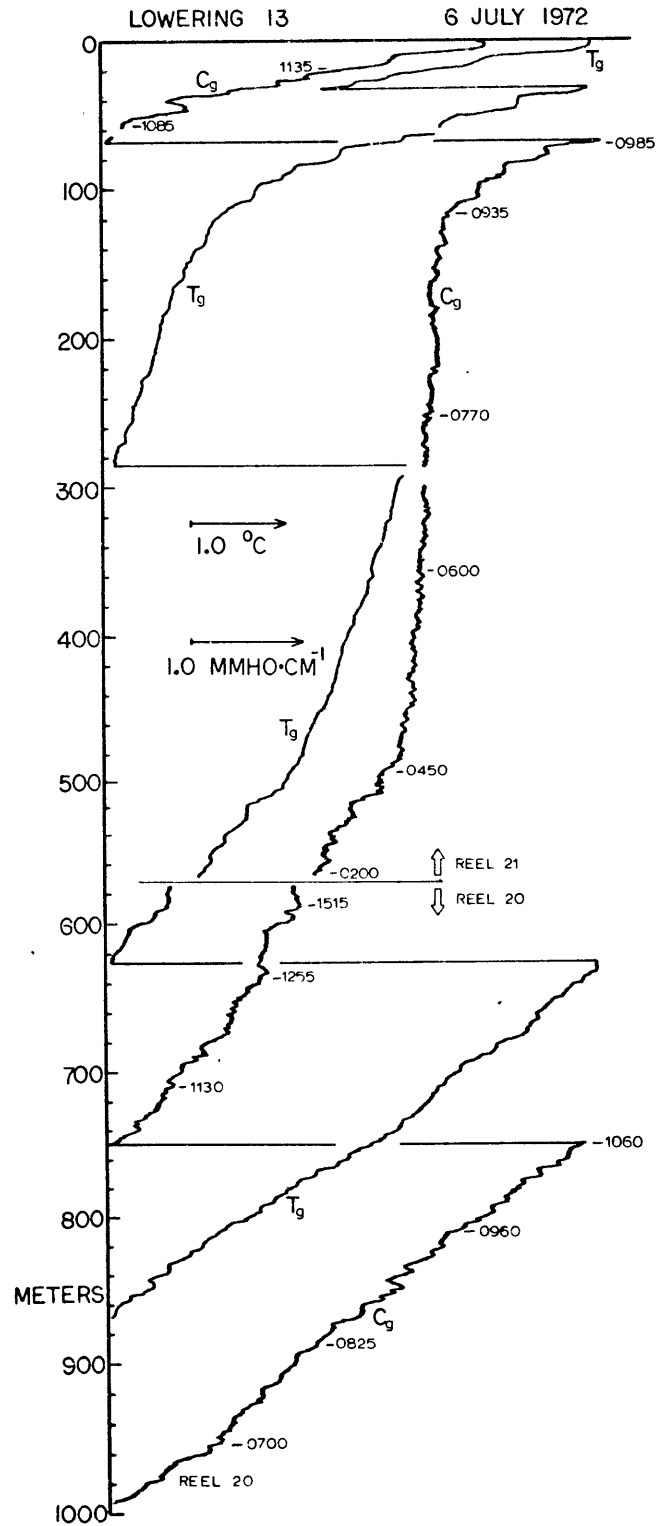 LOWERING 13 6 JULY 1972
0
1135-
Tg
Cg
-1085
-0985
100
-0935
Tg
Cg
200
-0770
300
1.0 °C
-0600
400
1.0 MMHO·CM-1
Tg
-0450
500
-C200
REEL 21
REEL 20
-1515
600
-1255
700
-1130
-1060
Tg
800
-0960
METERS
Cg
-0825
900
-0700
REEL 20
1000